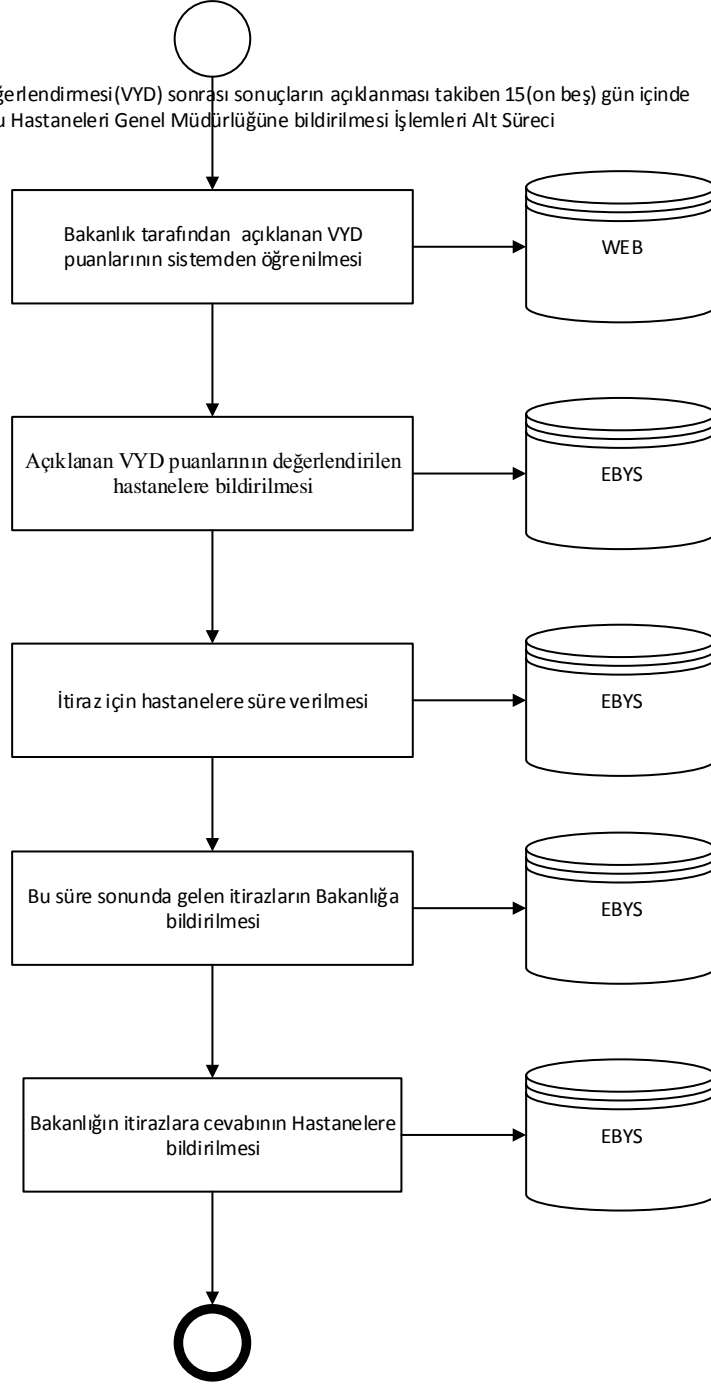 sonrası sonuçların açıklanması takiben 15(on beş) gün içinde
Hastaneleri Genel Müdürlüğüne bildirilmesi İşlemleri Alt Süreci
Bakanlık tarafından açıklanan VYD
puanlarının sistemden öğrenilmesi
WEB
Açıklanan VYD puanlarının değerlendirilen
hastanelere bildirilmesi
EBYS
İtiraz için hastanelere süre verilmesi
EBYS
Bu süre sonunda gelen itirazların Bakanlığa
bildirilmesi
EBYS
Bakanlığın itirazlara cevabının Hastanelere
bildirilmesi
EBYS